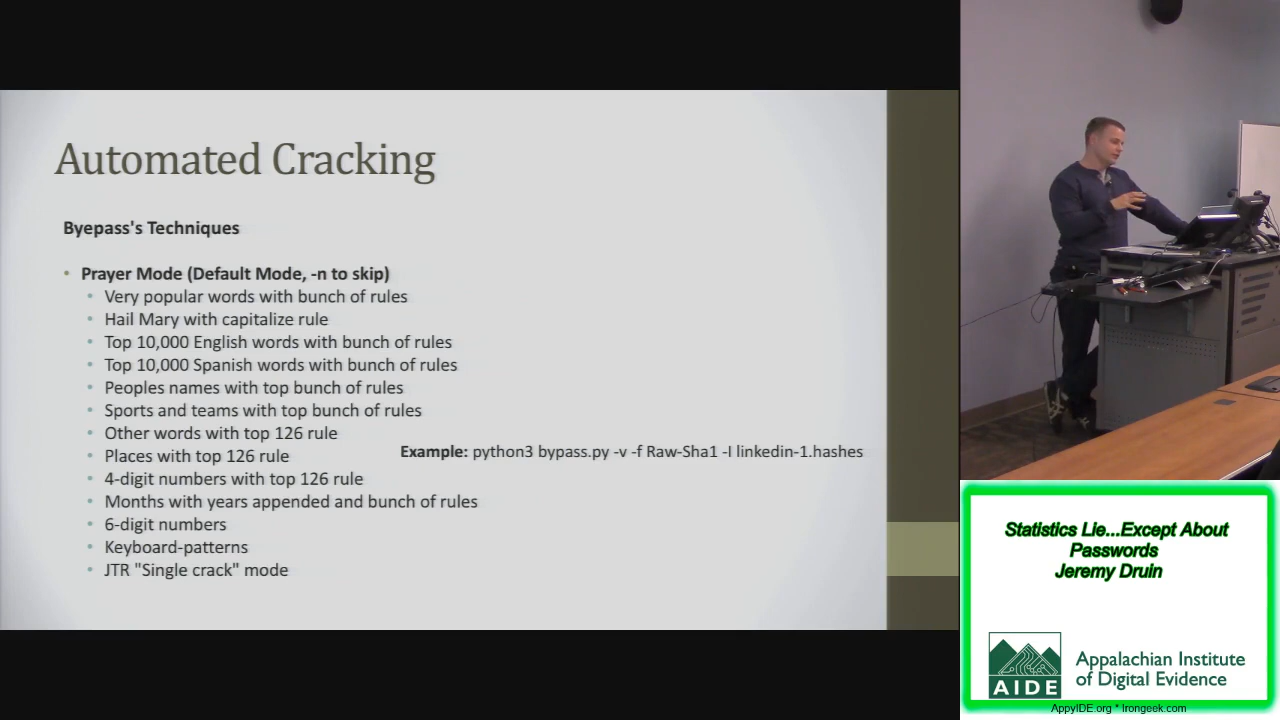 Automated Cracking
Byepass's Techniques
Prayer Mode (Default Mode, -n to skip)
Very popular words with bunch of rules
Hail Mary with capitalize rule
Top 10,000 English words with bunch of rules
Top 10,000 Spanish words with bunch of rules
Peoples names with top bunch of rules
Sports and teams with top bunch of rules
Other words with top 126 rule
Places with top 126 rule
4-digit numbers with top 126 rule
Months with years appended and bunch of rules
6-digit numbers
Keyboard-patterns
JTR "Single crack" mode
Example: python3 bypass.py -v -f Raw-Sha1 -I linkedin-1.hashes
Statistics Lie...Except About
Passwords
Jeremy Druin
AIDE
Appalachian Institute
of Digital Evidence
AppyIDE.org * Irongeek.com